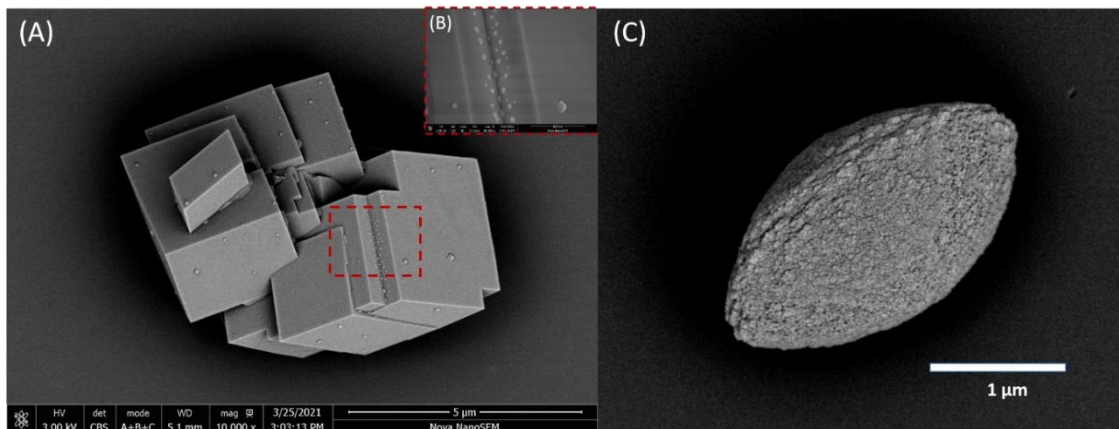 (A)
(B)
(C)
HV det mode WD mag 3/25/2021 5 µm
3.00 kV CBS A+B+C 5.1 mm 10,000 x 3:03:13 PM Nova NanoSEM
1 µm